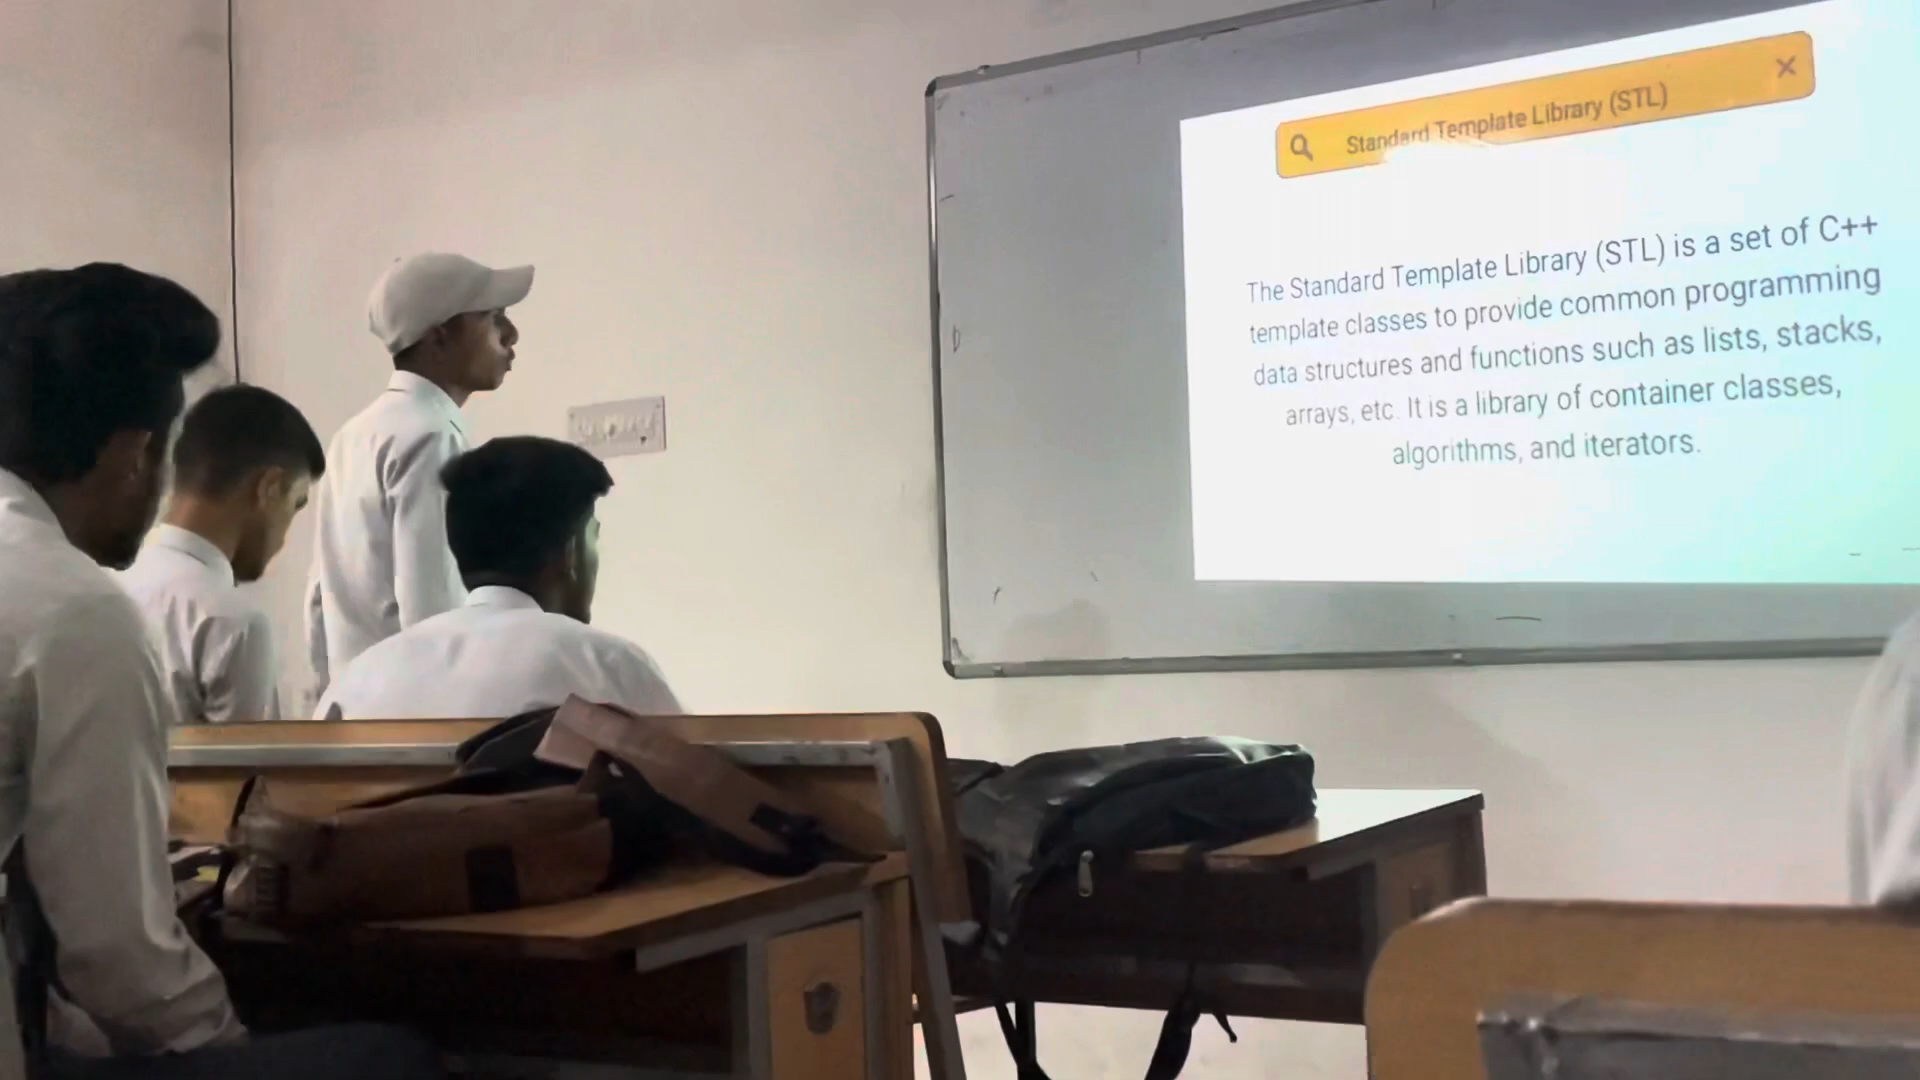 Standard Template Library (STL)
The Standard Template Library (STL) is a set of C++
template classes to provide common programming
data structures and functions such as lists, stacks,
arrays, etc. It is a library of container classes,
algorithms, and iterators.